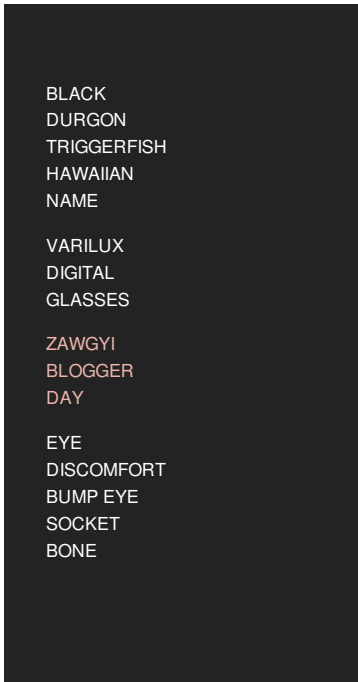 BLACK
DURGON
TRIGGERFISH
HAWAIIAN
NAME
VARILUX
DIGITAL
GLASSES
ZAWGYI
BLOGGER
DAY
EYE
DISCOMFORT
BUMP EYE
SOCKET
BONE